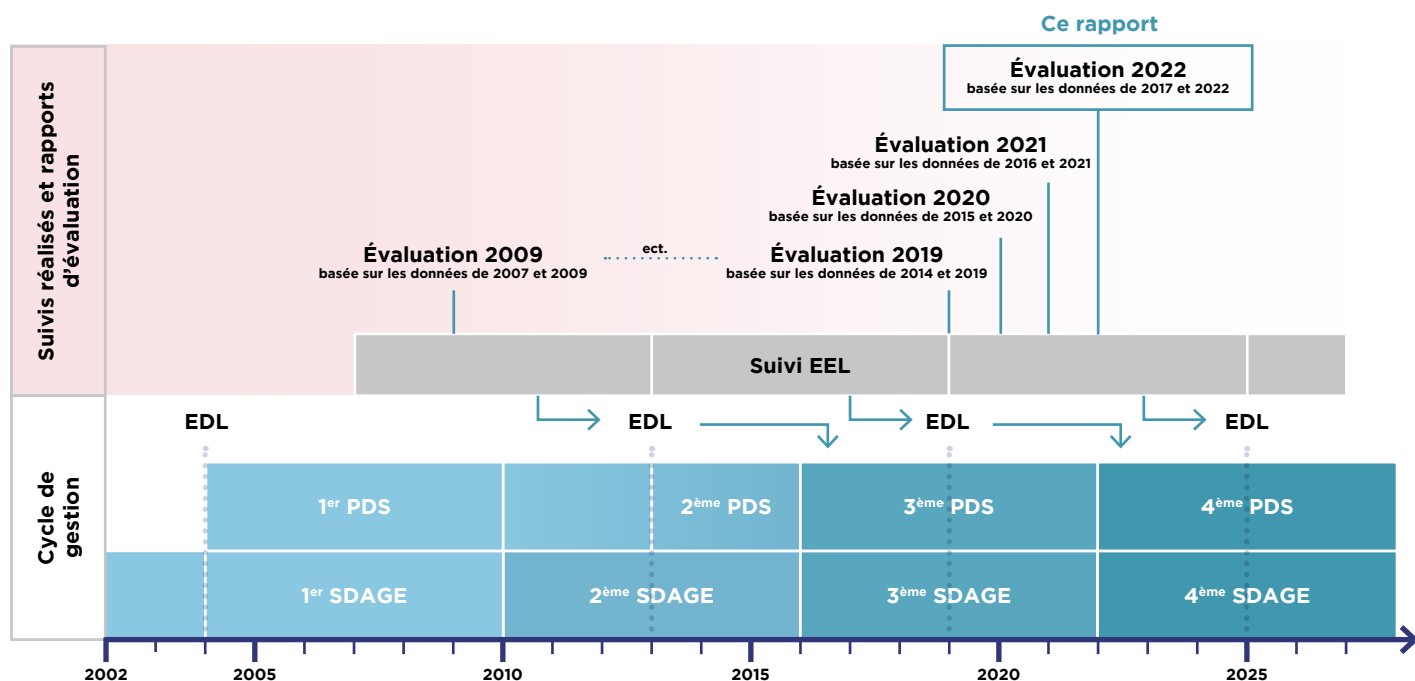 Ce rapport
Évaluation 2022
basée sur les données de 2017 et 2022
Évaluation 2021
basée sur les données de 2016 et 2021
Évaluation 2020
basée sur les données de 2015 et 2020
Évaluation 2009
basée sur les données de 2007 et 2009
ect.
Évaluation 2019
basée sur les données de 2014 et 2019
Suivis réalisés et rapports
d’évaluation
Suivi EEL
EDL
EDL
EDL
EDL
Cycle de
gestion
1er PDS
2ème PDS
3ème PDS
4ème PDS
1er SDAGE
2ème SDAGE
3ème SDAGE
4ème SDAGE
2002
2005
2010
2015
2020
2025